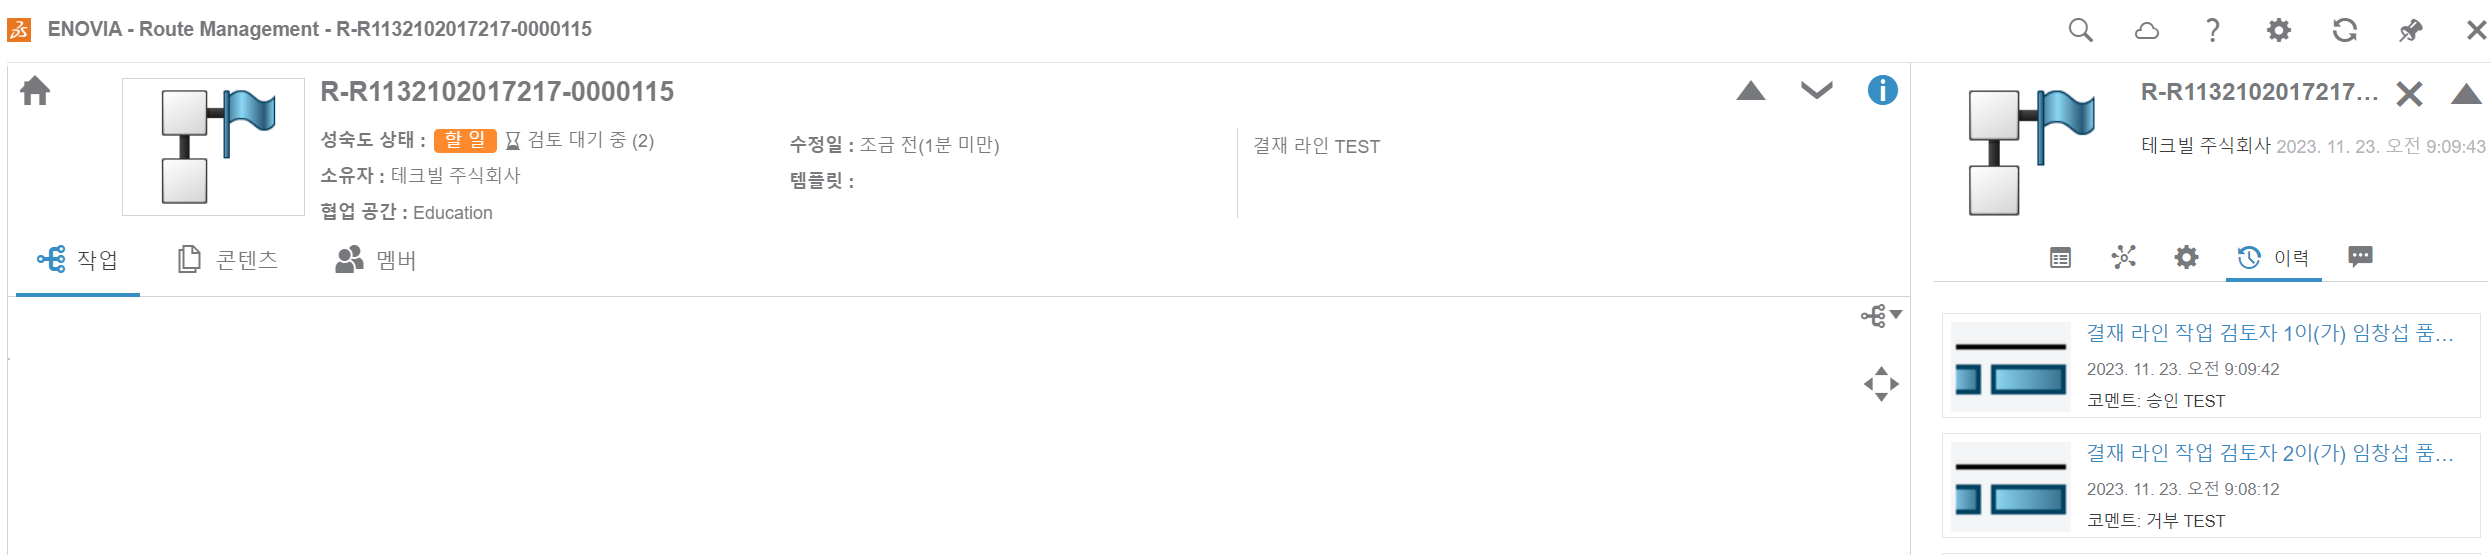 ENOVIA - Route Management - R-R1132102017217-0000115
R-R1132102017217-0000115
성숙도 상태 : 할 일 검토 대기 중 (2)
소유자 : 테크빌 주식회사
협업 공간 : Education
수정일 : 조금 전(1분 미만)
템플릿 :
결재 라인 TEST
작업
콘텐츠
멤버
R-R1132102017217...
테크빌 주식회사 2023. 11. 23. 오전 9:09:43
이력
결재 라인 작업 검토자 1이(가) 임창섭 품...
2023. 11. 23. 오전 9:09:42
코멘트: 승인 TEST
결재 라인 작업 검토자 2이(가) 임창섭 품...
2023. 11. 23. 오전 9:08:12
코멘트: 거부 TEST